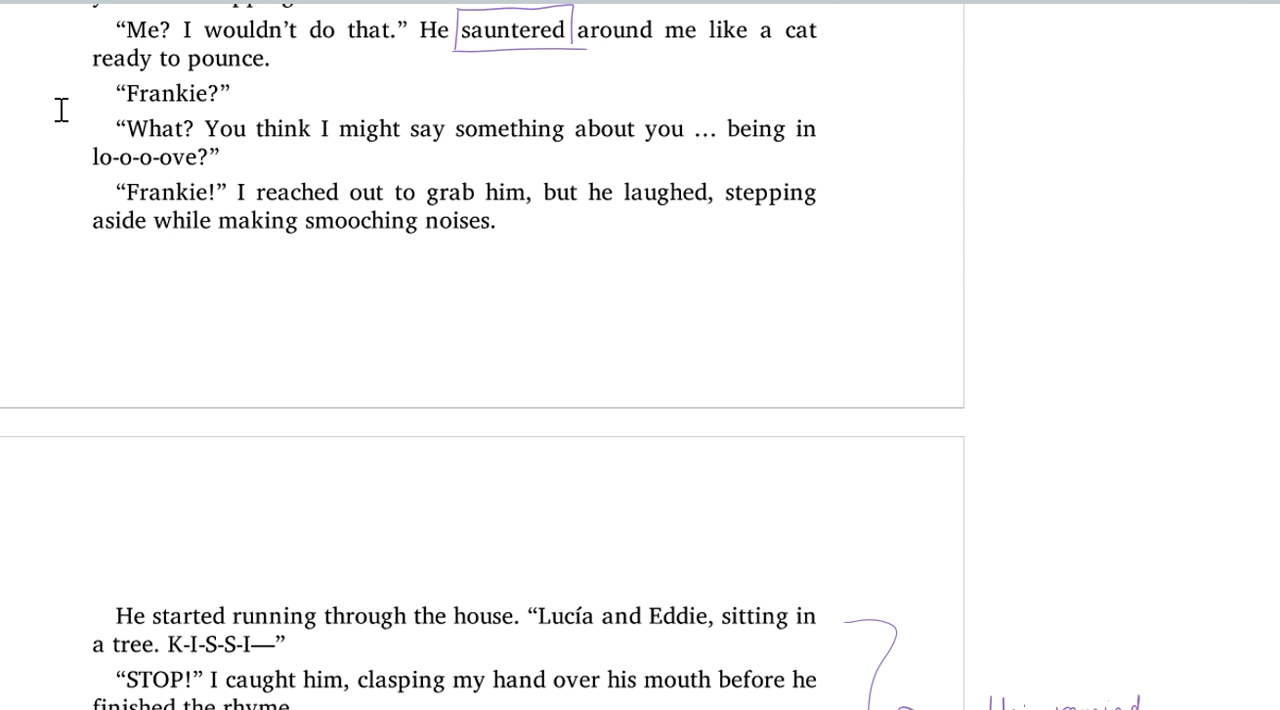 “Me? I wouldn’t do that.” He sauntered around me like a cat
ready to pounce.
“Frankie?”
“What? You think I might say something about you … being in
lo-o-o-ove?”
“Frankie!” I reached out to grab him, but he laughed, stepping
aside while making smooching noises.
He started running through the house. “Lucía and Eddie, sitting in
a tree. K-I-S-S-I—”
“STOP!” I caught him, clasping my hand over his mouth before he
finished the rhyme.